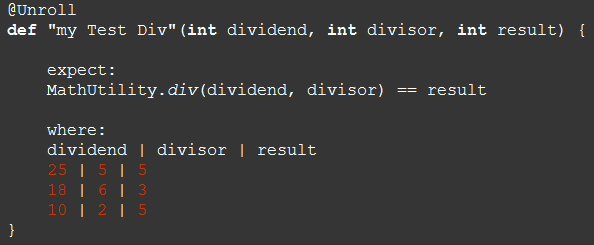 @Unroll
def "my Test Div"(int dividend, int divisor, int result) {
expect:
MathUtility.div(dividend, divisor) == result
where:
dividend | divisor | result
25 | 5 | 5
18 | 6 | 3
10 | 2 | 5
}